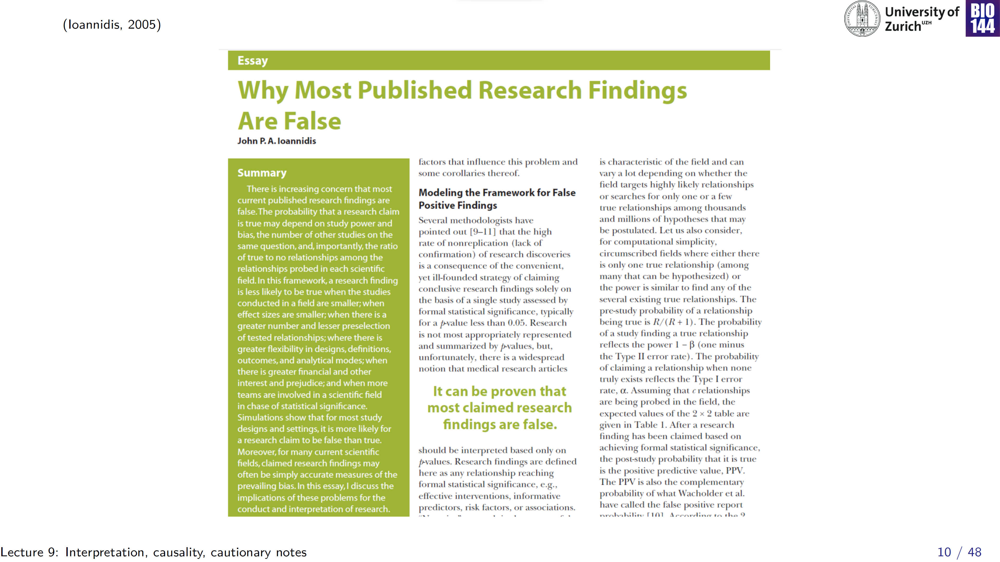 (Ioannidis, 2005)
University of
Zurich UZH
BIO
144
Essay
Why Most Published Research Findings
Are False
John P. A. Ioannidis
Summary
There is increasing concern that most
current published research findings are
false. The probability that a research claim
is true may depend on study power and
bias, the number of other studies on the
same question, and, importantly, the ratio
of true to no relationships among the
relationships probed in each scientific
field. In this framework, a research finding
is less likely to be true when the studies
conducted in a field are smaller; when
effect sizes are smaller; when there is a
greater number and lesser preselection
of tested relationships; where there is
greater flexibility in designs, definitions,
outcomes, and analytical modes; when
there is greater financial and other
interest and prejudice; and when more
teams are involved in a scientific field
in chase of statistical significance.
Simulations show that for most study
designs and settings, it is more likely for
a research claim to be false than true.
Moreover, for many current scientific
fields, claimed research findings may
often be simply accurate measures of the
prevailing bias. In this essay, I discuss the
implications of these problems for the
conduct and interpretation of research.
factors that influence this problem and
some corollaries thereof.
Modeling the Framework for False
Positive Findings
Several methodologists have
pointed out [9–11] that the high
rate of nonreplication (lack of
confirmation) of research discoveries
is a consequence of the convenient,
yet ill-founded strategy of claiming
conclusive research findings solely on
the basis of a single study assessed by
formal statistical significance, typically
for a p-value less than 0.05. Research
is not most appropriately represented
and summarized by p-values, but,
unfortunately, there is a widespread
notion that medical research articles
It can be proven that
most claimed research
findings are false.
should be interpreted based only on
p-values. Research findings are defined
here as any relationship reaching
formal statistical significance, e.g.,
effective interventions, informative
predictors, risk factors, or associations.
is characteristic of the field and can
vary a lot depending on whether the
field targets highly likely relationships
or searches for only one or a few
true relationships among thousands
and millions of hypotheses that may
be postulated. Let us also consider,
for computational simplicity,
circumscribed fields where either there
is only one true relationship (among
many that can be hypothesized) or
the power is similar to find any of the
several existing true relationships. The
pre-study probability of a relationship
being true is R/(R + 1). The probability
of a study finding a true relationship
reflects the power 1 – β (one minus
the Type II error rate). The probability
of claiming a relationship when none
truly exists reflects the Type I error
rate, α. Assuming that c relationships
are being probed in the field, the
expected values of the 2 × 2 table are
given in Table 1. After a research
finding has been claimed based on
achieving formal statistical significance,
the post-study probability that it is true
is the positive predictive value, PPV.
The PPV is also the complementary
probability of what Wacholder et al.
have called the false positive report
probability [10]. According to the 2
Lecture 9: Interpretation, causality, cautionary notes
10 / 48